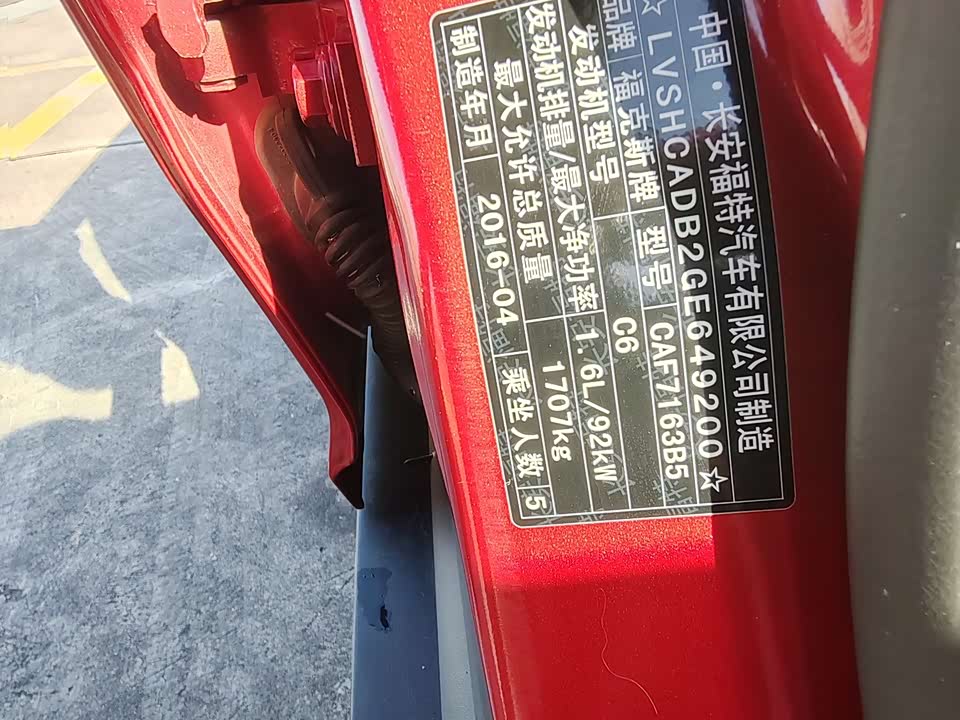 中国·长安福特汽车有限公司制造
☆LVSHCADB2GE649200☆
品牌 福克斯牌 型号 CAF7163B5
发动机型号 C6
发动机排量/最大净功率 1.6L/92kW
最大允许总质量 1707kg
制造年月 2016-04 乘坐人数 5